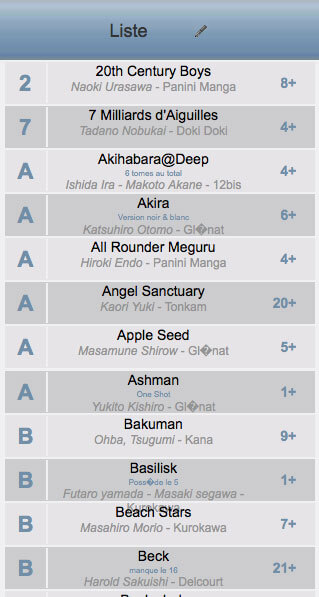 Liste
2
20th Century Boys
Naoki Urasawa - Panini Manga
8+
7
7 Milliards d'Aiguilles
Tadano Nobukai - Doki Doki
4+
A
Akihabara@Deep
6 tomes au total
Ishida Ira - Makoto Akane - 12bis
4+
A
Akira
Version noir & blanc
Katsuhiro Otomo - Gl�nat
6+
A
All Rounder Meguru
Hiroki Endo - Panini Manga
4+
A
Angel Sanctuary
Kaori Yuki - Tonkam
20+
A
Apple Seed
Masamune Shirow - Gl�nat
5+
A
Ashman
One Shot
Yukito Kishiro - Gl�nat
1+
B
Bakuman
Ohba, Tsugumi - Kana
9+
B
Basilisk
Poss�de le 5
Futaro yamada - Masaki segawa -
Kurokawa
1+
B
Beach Stars
Masahiro Morio - Kurokawa
7+
B
Beck
manque le 16
Harold Sakuishi - Delcourt
21+